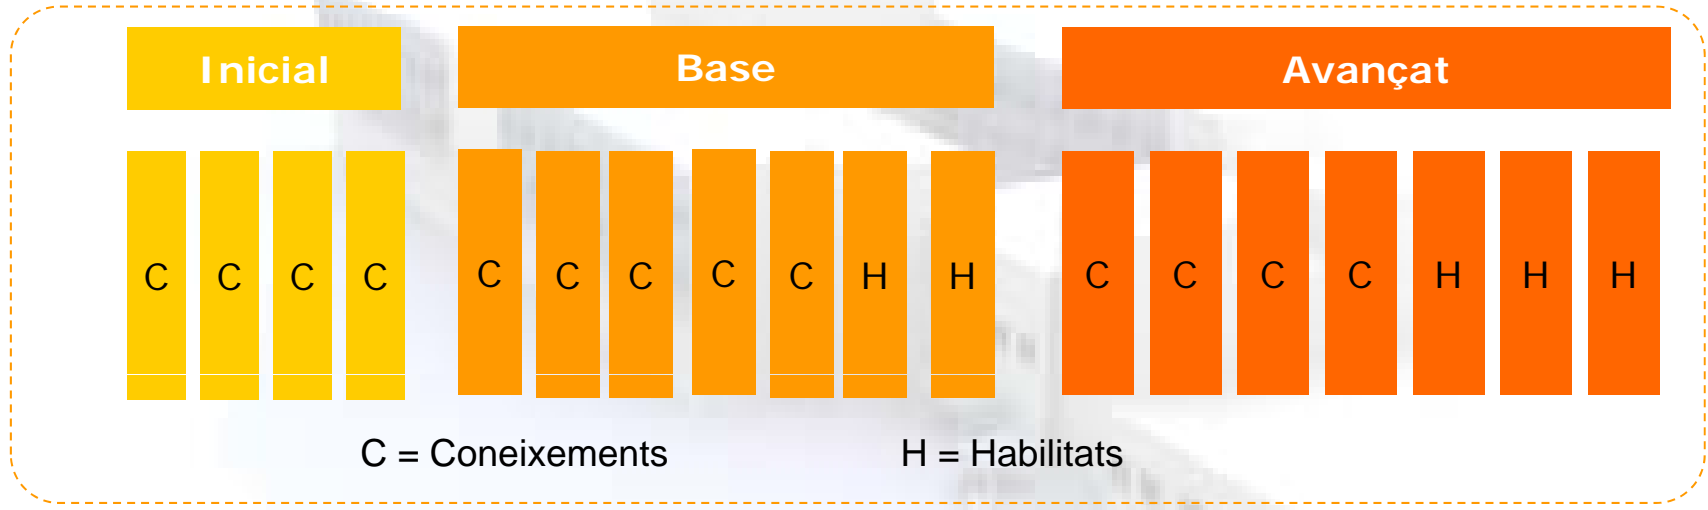 Inicial Base Avançat
C C C C C C C C C H H C C C C H H H
C = Coneixements H = Habilitats